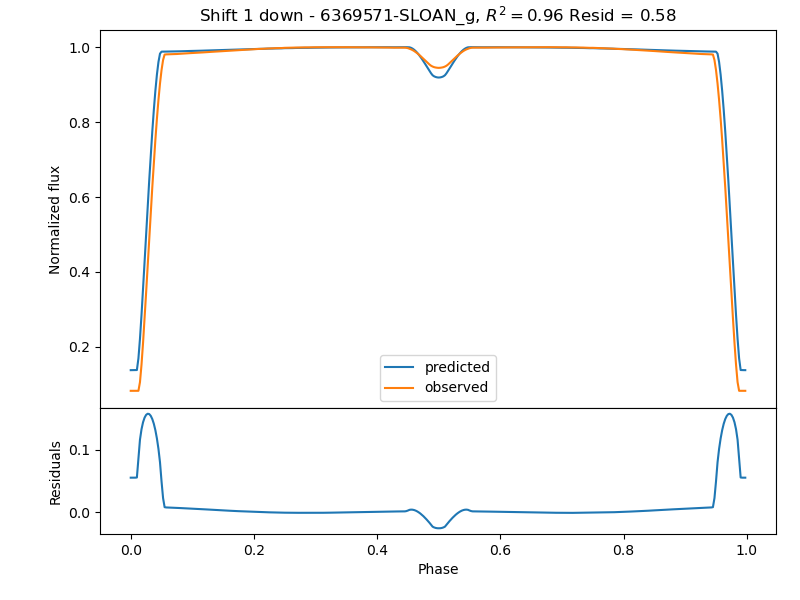 Shift 1 down - 6369571-SLOAN_g, R² = 0.96 Resid = 0.58
1.0
0.8
0.6
0.4
0.2
Normalized flux
predicted
observed
0.1
0.0
Residuals
0.0 0.2 0.4 0.6 0.8 1.0
Phase